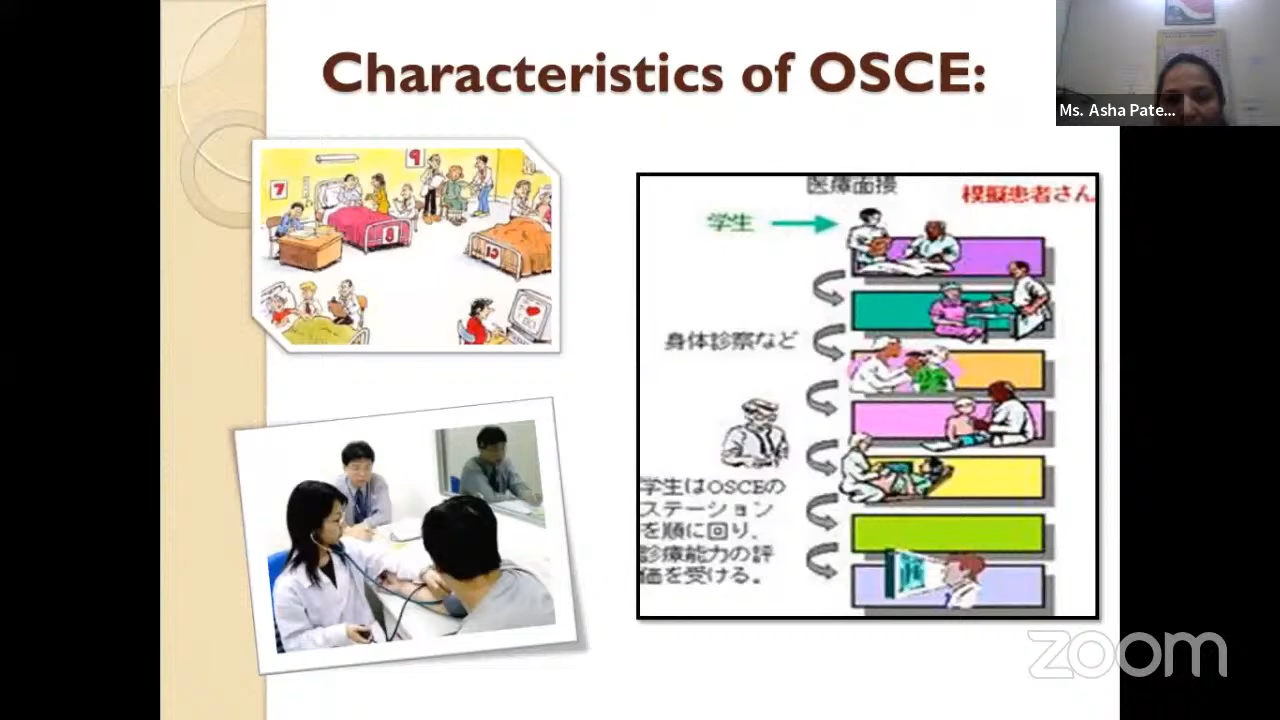 Characteristics of OSCE:
Ms. Asha Pate...
7
9
8
医療面接
模擬患者さん
学生
身体診察など
学生はOSCEの
ステーション
を順に回り、
診療能力の評
価を受ける。
zoom